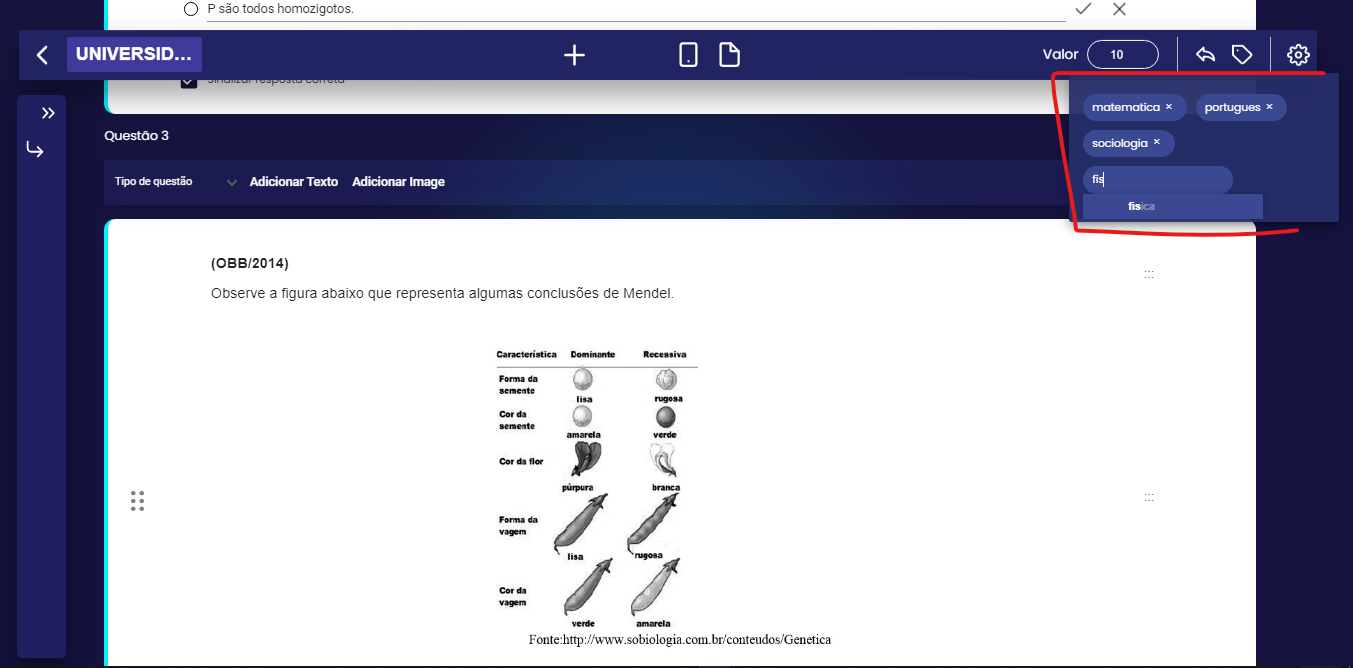 P são todos homozigotos.
UNIVERSID...
Valor 10
Sinalizar resposta correta
matematica × portugues ×
sociologia ×
fis
fisica
Questão 3
Tipo de questão Adicionar Texto Adicionar Image
(OBB/2014)
Observe a figura abaixo que representa algumas conclusões de Mendel.
Característica Dominante Recessiva
Forma da semente
lisa rugosa
Cor da semente
amarela verde
Cor da flor
púrpura branca
Forma da vagem
lisa rugosa
Cor da vagem
verde amarela
Fonte:http://www.sobiologia.com.br/conteudos/Genetica